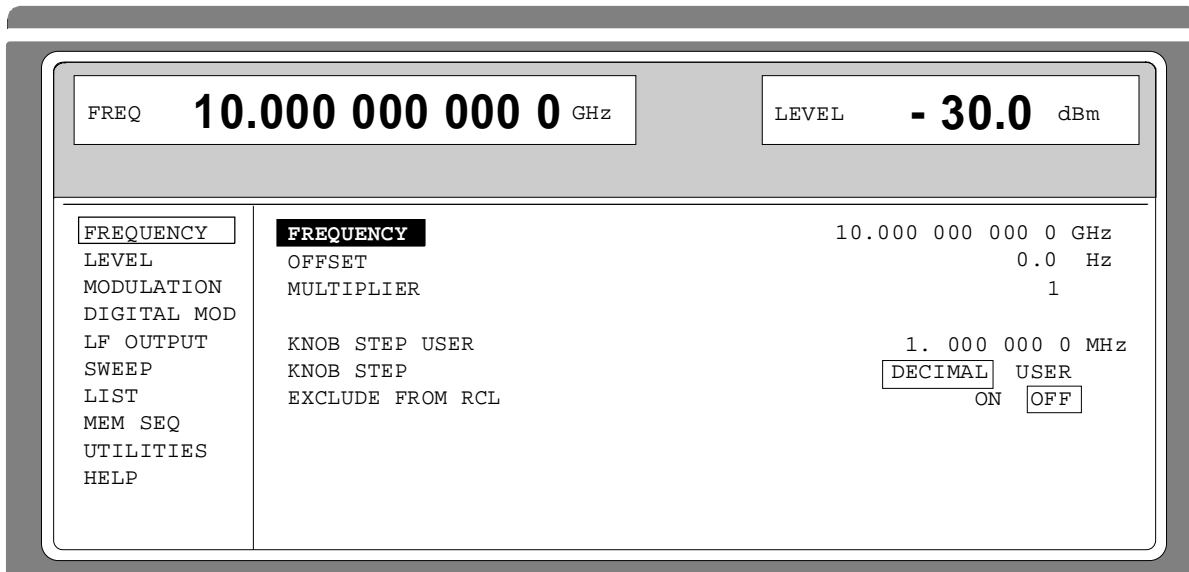 FREQ 10.000 000 000 0 GHz LEVEL - 30.0 dBm
FREQUENCY FREQUENCY 10.000 000 000 0 GHz
LEVEL OFFSET 0.0 Hz
MODULATION MULTIPLIER 1
DIGITAL MOD
LF OUTPUT KNOB STEP USER 1. 000 000 0 MHz
SWEEP KNOB STEP DECIMAL USER
LIST EXCLUDE FROM RCL ON OFF
MEM SEQ
UTILITIES
HELP